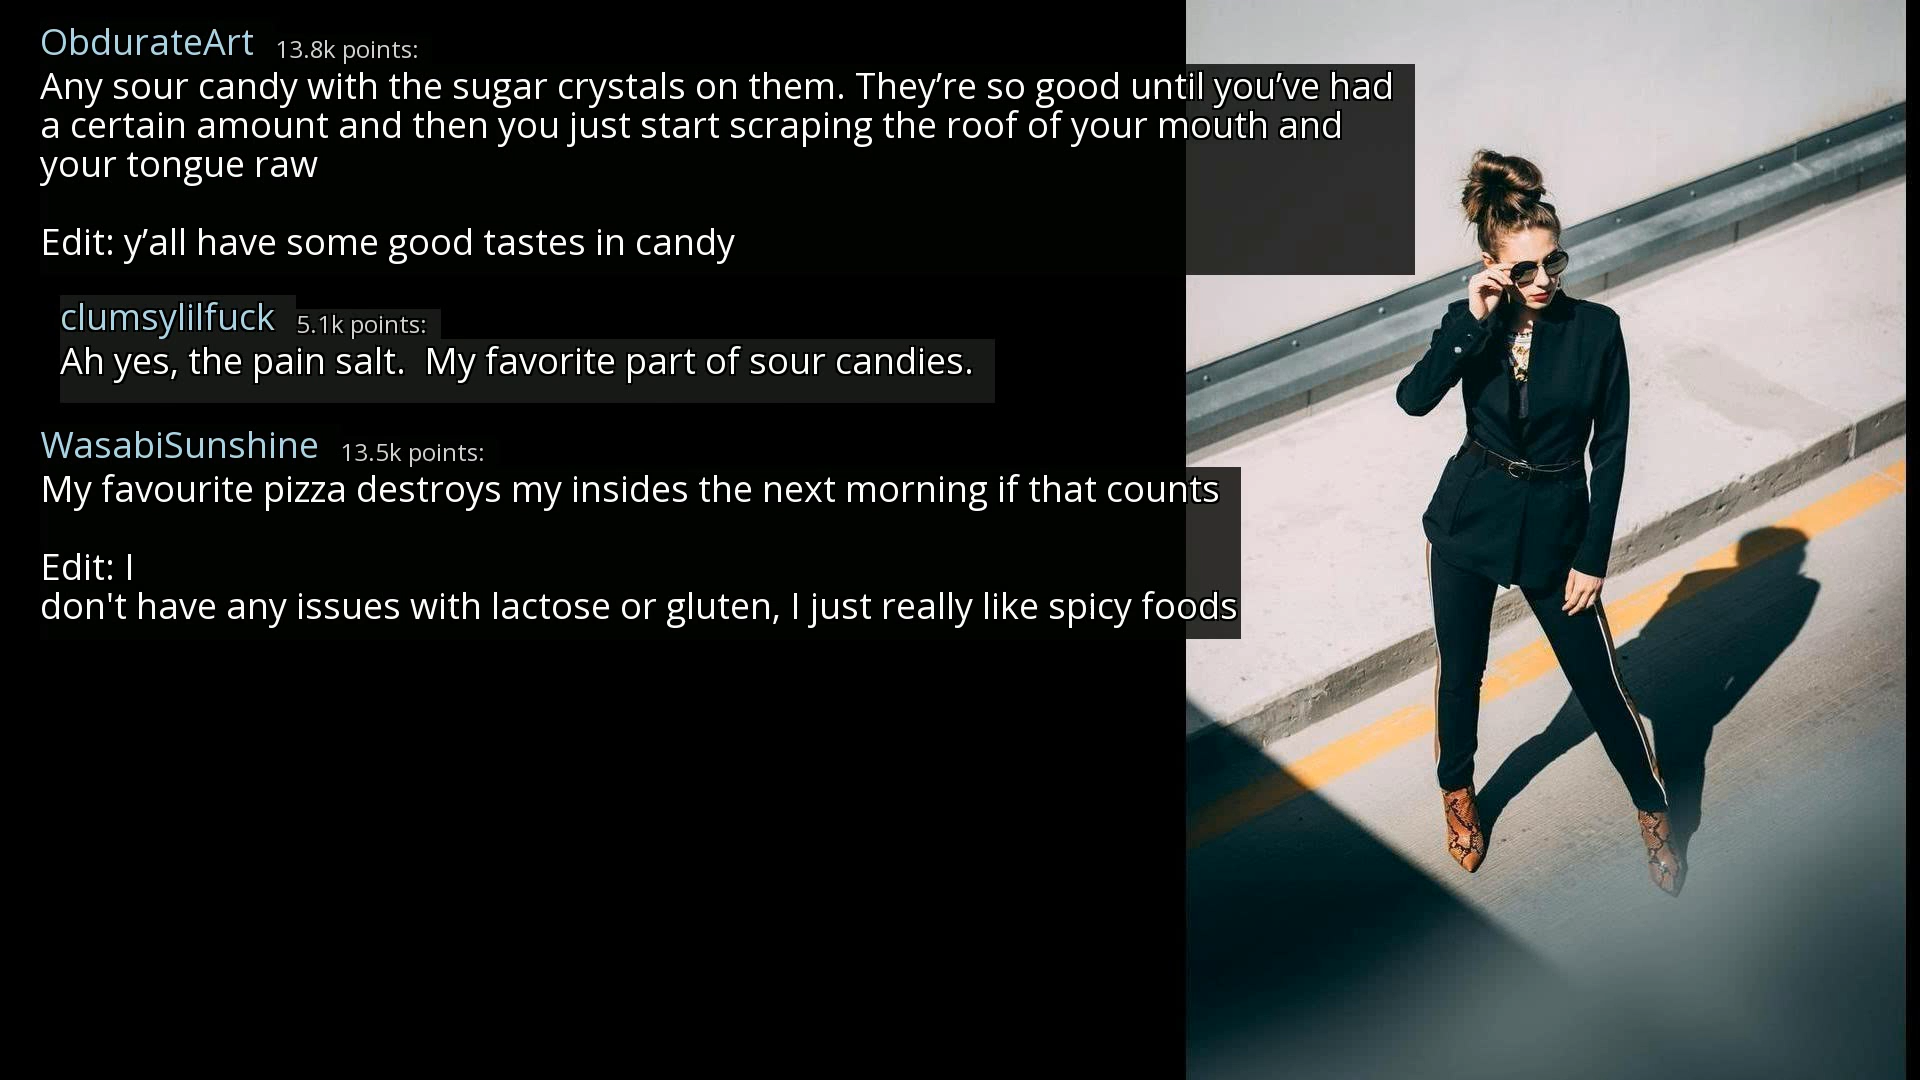 ObdurateArt 13.8k points:
Any sour candy with the sugar crystals on them. They’re so good until you’ve had
a certain amount and then you just start scraping the roof of your mouth and
your tongue raw
Edit: y’all have some good tastes in candy
clumsylilfuck 5.1k points:
Ah yes, the pain salt.  My favorite part of sour candies.
WasabiSunshine 13.5k points:
My favourite pizza destroys my insides the next morning if that counts
Edit: I
don't have any issues with lactose or gluten, I just really like spicy foods